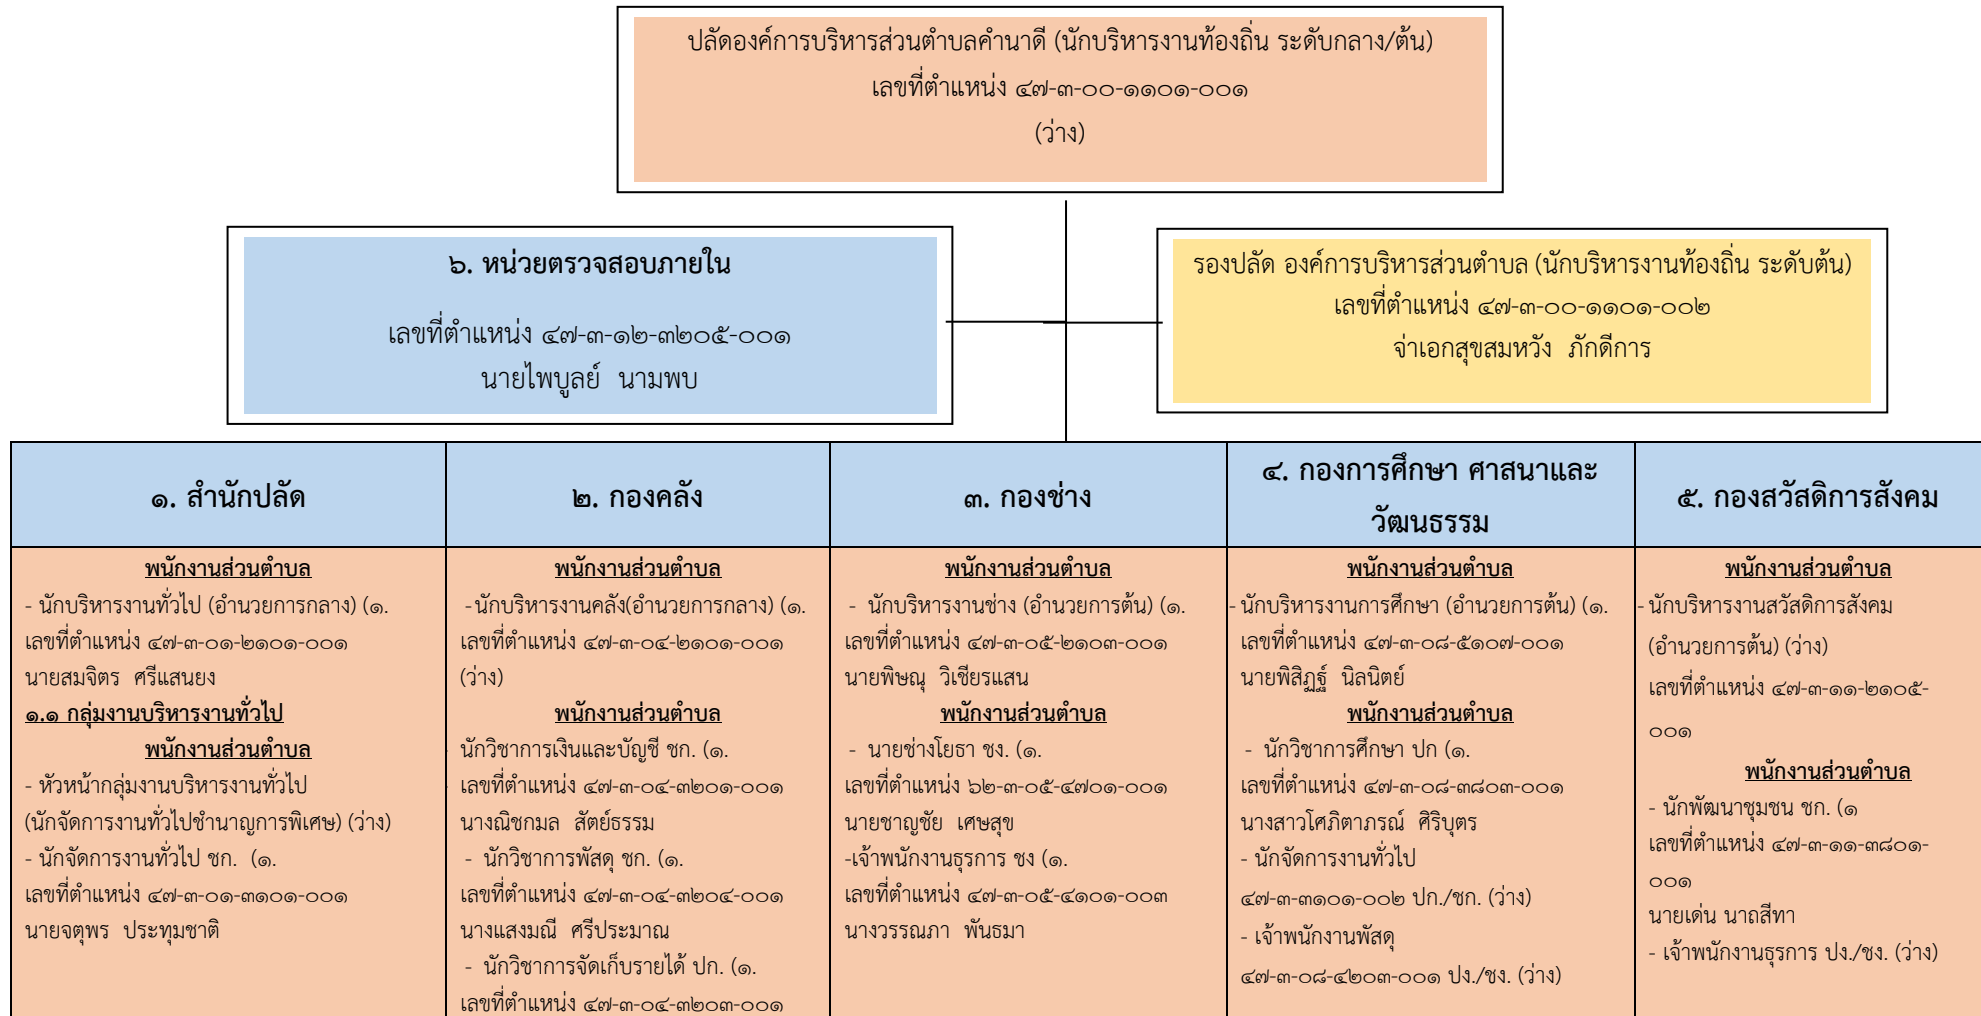 ปลัดองค์การบริหารส่วนตำบลคำนาดี (นักบริหารงานท้องถิ่น ระดับกลาง/ต้น)
เลขที่ตำแหน่ง ๔๗-๓-๐๐-๑๑๐๑-๐๐๑
(ว่าง)
๖. หน่วยตรวจสอบภายใน
เลขที่ตำแหน่ง ๔๗-๓-๑๒-๓๒๐๕-๐๐๑
นายไพบูลย์ นามพบ
รองปลัด องค์การบริหารส่วนตำบล (นักบริหารงานท้องถิ่น ระดับต้น)
เลขที่ตำแหน่ง ๔๗-๓-๐๐-๑๑๐๑-๐๐๒
จ่าเอกสุขสมหวัง ภักดีการ
๑. สำนักปลัด
พนักงานส่วนตำบล
- นักบริหารงานทั่วไป (อำนวยการกลาง) (๑.
เลขที่ตำแหน่ง ๔๗-๓-๐๑-๒๑๐๑-๐๐๑
นายสมจิตร ศรีแสนยง
๑.๑ กลุ่มงานบริหารงานทั่วไป
พนักงานส่วนตำบล
- หัวหน้ากลุ่มงานบริหารงานทั่วไป
(นักจัดการงานทั่วไปชำนาญการพิเศษ) (ว่าง)
- นักจัดการงานทั่วไป ชก. (๑.
เลขที่ตำแหน่ง ๔๗-๓-๐๑-๓๑๐๑-๐๐๑
นายจตุพร ประทุมชาติ
๒. กองคลัง
พนักงานส่วนตำบล
-นักบริหารงานคลัง(อำนวยการกลาง) (๑.
เลขที่ตำแหน่ง ๔๗-๓-๐๔-๒๑๐๑-๐๐๑
(ว่าง)
พนักงานส่วนตำบล
- นักวิชาการเงินและบัญชี ชก. (๑.
เลขที่ตำแหน่ง ๔๗-๓-๐๔-๓๒๐๑-๐๐๑
นางณิชกมล สัตย์ธรรม
- นักวิชาการพัสดุ ชก. (๑.
เลขที่ตำแหน่ง ๔๗-๓-๐๔-๓๒๐๔-๐๐๑
นางแสงมณี ศรีประมาณ
- นักวิชาการจัดเก็บรายได้ ปก. (๑.
เลขที่ตำแหน่ง ๔๗-๓-๐๔-๓๒๐๓-๐๐๑
๓. กองช่าง
พนักงานส่วนตำบล
- นักบริหารงานช่าง (อำนวยการต้น) (๑.
เลขที่ตำแหน่ง ๔๗-๓-๐๕-๒๑๐๓-๐๐๑
นายพิษณุ วิเชียรแสน
พนักงานส่วนตำบล
- นายช่างโยธา ชง. (๑.
เลขที่ตำแหน่ง ๖๒-๓-๐๕-๔๗๐๑-๐๐๑
นายชาญชัย เศษสุข
-เจ้าพนักงานธุรการ ชง (๑.
เลขที่ตำแหน่ง ๔๗-๓-๐๕-๔๑๐๑-๐๐๓
นางวรรณภา พันธมา
๔. กองการศึกษา ศาสนาและ
วัฒนธรรม
พนักงานส่วนตำบล
- นักบริหารงานการศึกษา (อำนวยการต้น) (๑.
เลขที่ตำแหน่ง ๔๗-๓-๐๘-๕๑๐๗-๐๐๑
นายพิสิฏฐ์ นิลนิตย์
พนักงานส่วนตำบล
- นักวิชาการศึกษา ปก (๑.
เลขที่ตำแหน่ง ๔๗-๓-๐๘-๓๘๐๓-๐๐๑
นางสาวโศภิตาภรณ์ ศิริบุตร
- นักจัดการงานทั่วไป
๔๗-๓-๓๑๐๑-๐๐๒ ปก./ชก. (ว่าง)
- เจ้าพนักงานพัสดุ
๔๗-๓-๐๘-๔๒๐๓-๐๐๑ ปง./ชง. (ว่าง)
๕. กองสวัสดิการสังคม
พนักงานส่วนตำบล
- นักบริหารงานสวัสดิการสังคม
(อำนวยการต้น) (ว่าง)
เลขที่ตำแหน่ง ๔๗-๓-๑๑-๒๑๐๕-
๐๐๑
พนักงานส่วนตำบล
- นักพัฒนาชุมชน ชก. (๑
เลขที่ตำแหน่ง ๔๗-๓-๑๑-๓๘๐๑-
๐๐๑
นายเด่น นาถสีทา
- เจ้าพนักงานธุรการ ปง./ชง. (ว่าง)